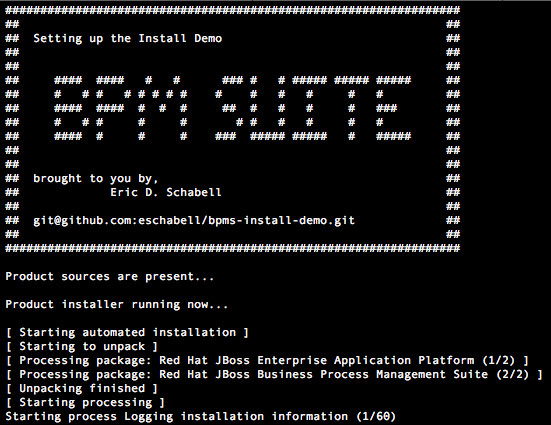 #################################################################
##                                                             ##
##  Setting up the Install Demo                                ##
##                                                             ##
##                                                             ##
##     ####  ####   #   #      ### #   # ##### ##### #####     ##
##     #   # #   # # # # #    #    #   #   #     #   #         ##
##     ####  ####  #  #  #     ##  #   #   #     #   ###       ##
##     #   # #     #     #       # #   #   #     #   #         ##
##     ####  #     #     #    ###  ##### #####   #   #####     ##
##                                                             ##
##                                                             ##
##  brought to you by,                                         ##
##             Eric D. Schabell                                ##
##                                                             ##
##  git@github.com:eschabell/bpms-install-demo.git             ##
##                                                             ##
#################################################################
Product sources are present...
Product installer running now...
[ Starting automated installation ]
[ Starting to unpack ]
[ Processing package: Red Hat JBoss Enterprise Application Platform (1/2) ]
[ Processing package: Red Hat JBoss Business Process Management Suite (2/2) ]
[ Unpacking finished ]
[ Starting processing ]
Starting process Logging installation information (1/60)